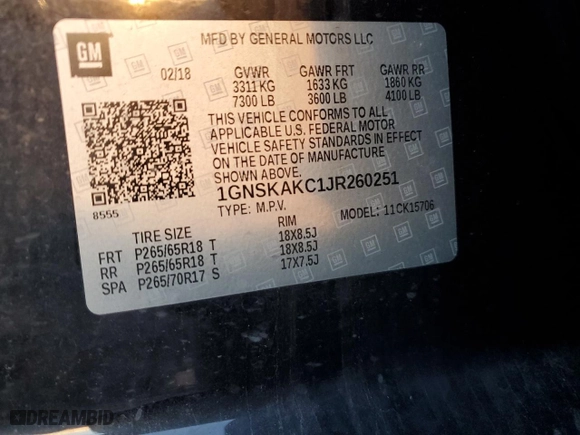 GM
MFD BY GENERAL MOTORS LLC
02/18 GVWR GAWR FRT GAWR RR
3311 KG 1633 KG 1860 KG
7300 LB 3600 LB 4100 LB
THIS VEHICLE CONFORMS TO ALL
APPLICABLE U.S. FEDERAL MOTOR
VEHICLE SAFETY STANDARDS IN EFFECT
ON THE DATE OF MANUFACTURE
SHOWN ABOVE.
1GNSKAKC1JR260251
8555
TYPE: M.P.V. MODEL: 11CK15706
TIRE SIZE RIM
FRT P265/65R18 T 18X8.5J
RR P265/65R18 T 18X8.5J
SPA P265/70R17 S 17X7.5J
DREAMBID